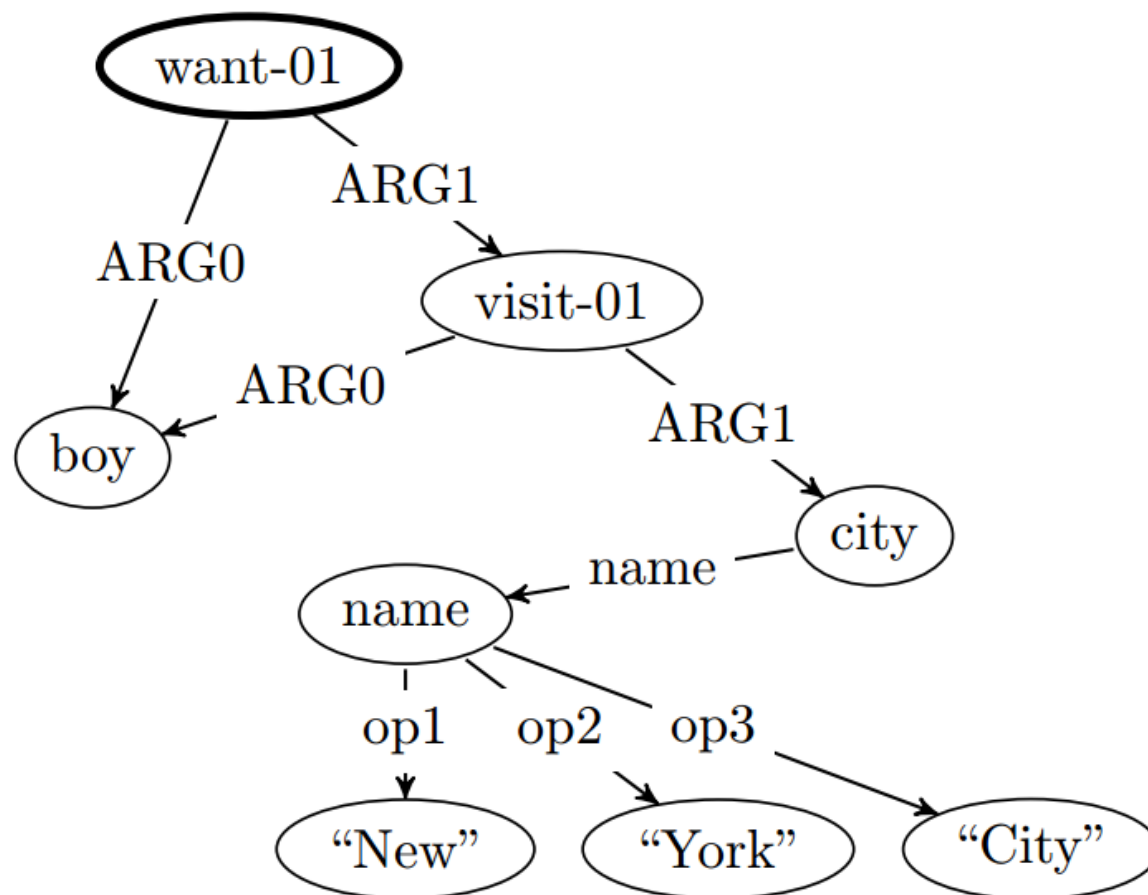 want-01
ARG1
ARG0
visit-01
ARG0
ARG1
boy
city
name
name
op1 op2 op3
“New” “York” “City”